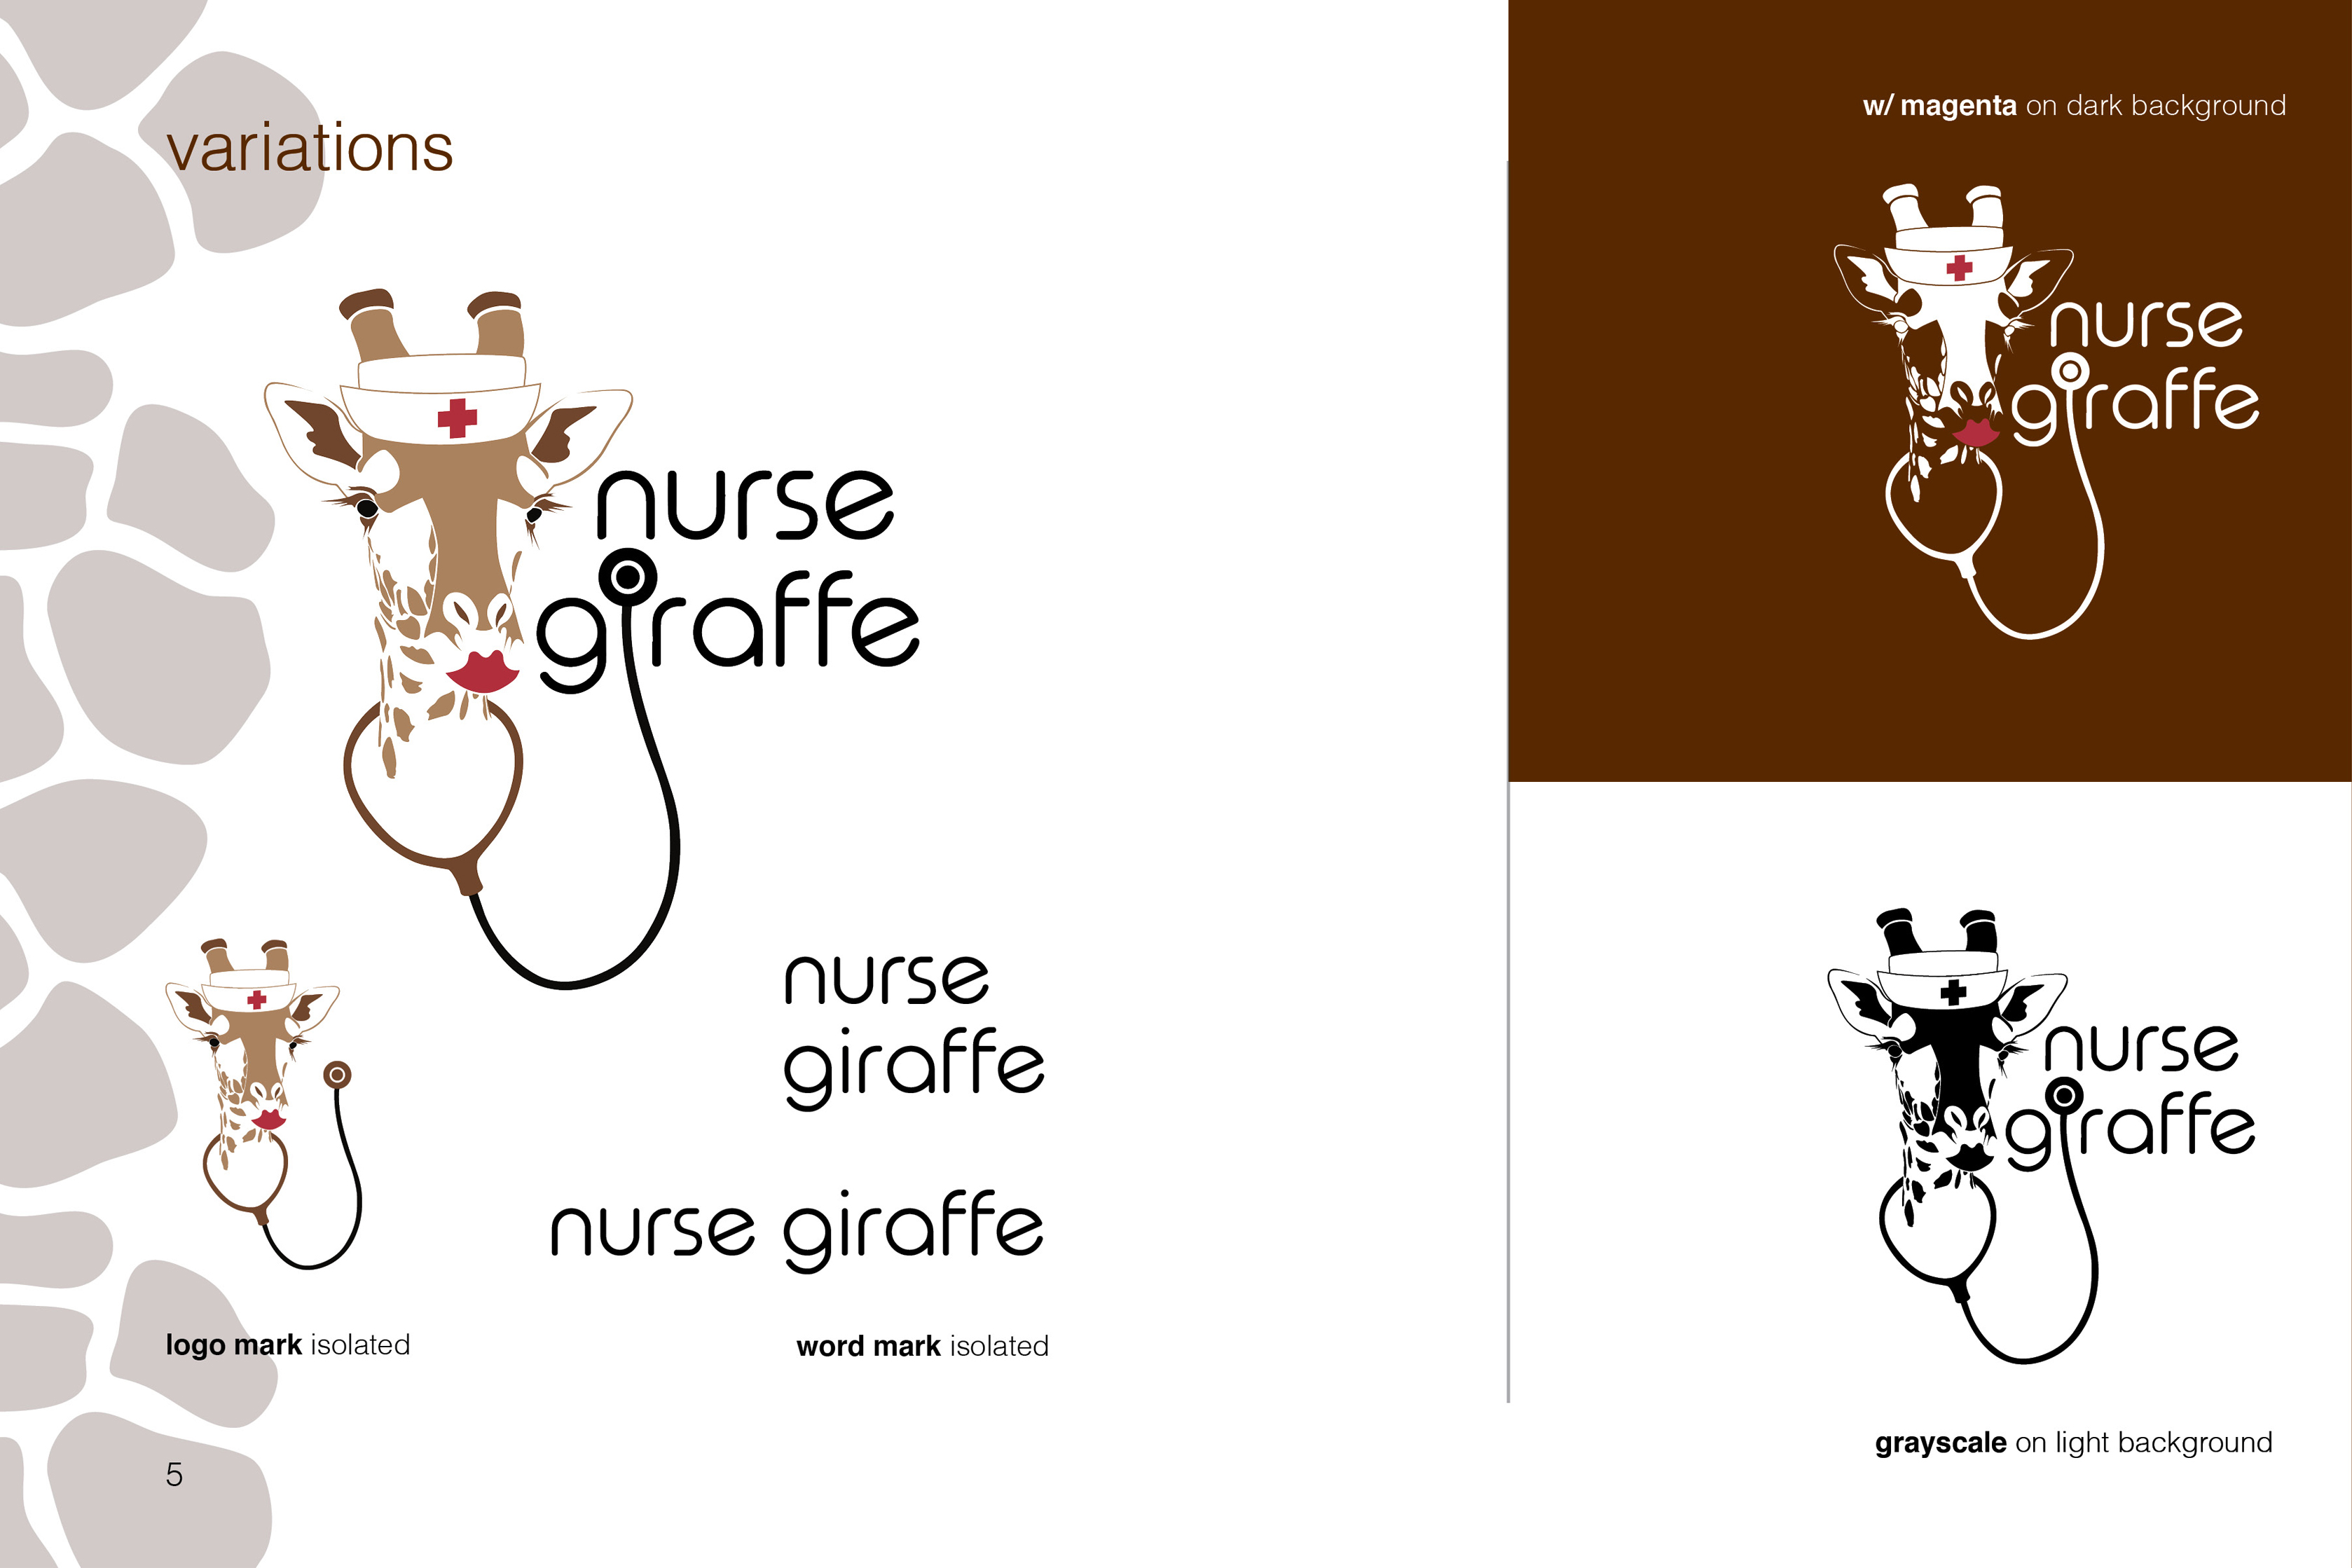 variations
nurse
giraffe
nurse
giraffe
nurse giraffe
logo mark isolated
word mark isolated
5
w/ magenta on dark background
nurse
giraffe
nurse
giraffe
grayscale on light background